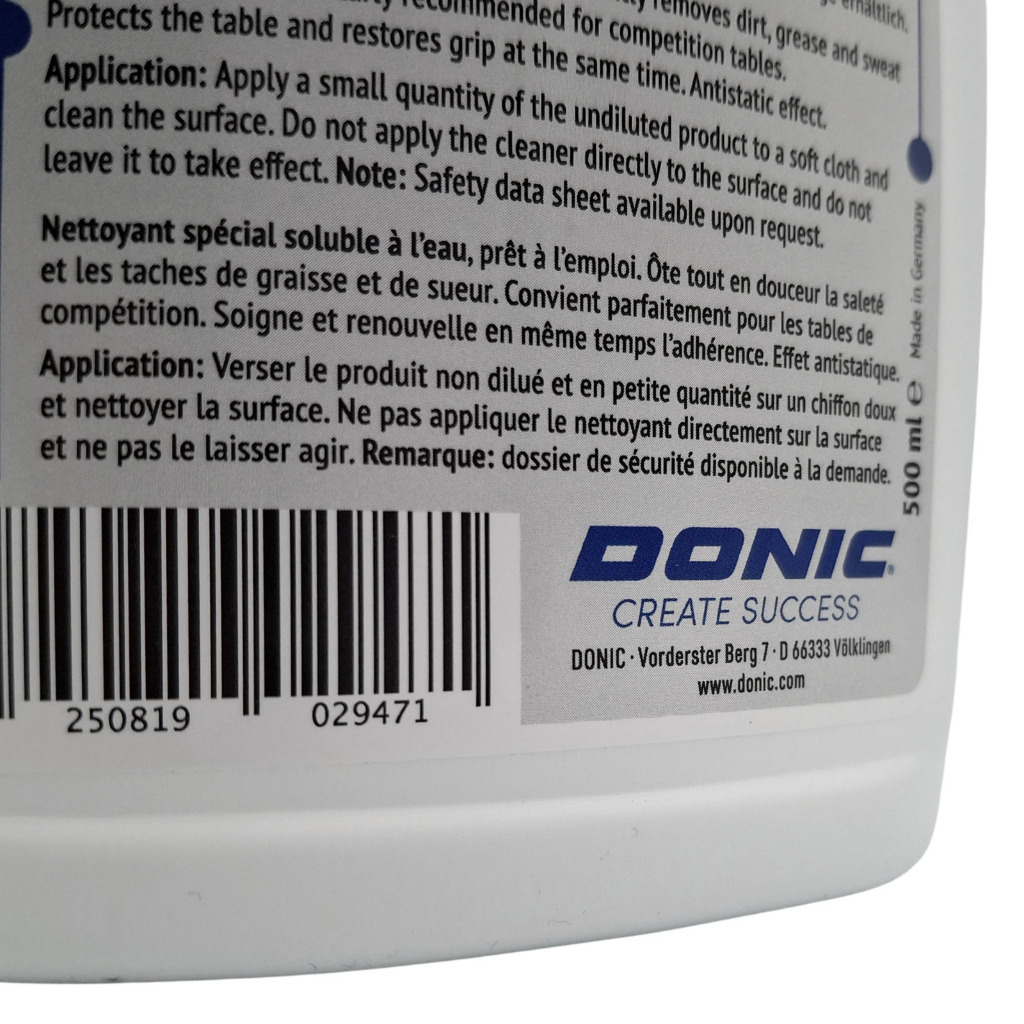 erhältlich.
removes dirt, grease and sweat
recommended for competition tables.
Protects the table and restores grip at the same time. Antistatic effect.
Application: Apply a small quantity of the undiluted product to a soft cloth and
clean the surface. Do not apply the cleaner directly to the surface and do not
leave it to take effect. Note: Safety data sheet available upon request.
Nettoyant spécial soluble à l'eau, prêt à l'emploi. Ôte tout en douceur la saleté
et les taches de graisse et de sueur. Convient parfaitement pour les tables de
compétition. Soigne et renouvelle en même temps l'adhérence. Effet antistatique.
Application: Verser le produit non dilué et en petite quantité sur un chiffon doux
et nettoyer la surface. Ne pas appliquer le nettoyant directement sur la surface
et ne pas le laisser agir. Remarque: dossier de sécurité disponible à la demande.
500 ml ℮ Made in Germany
250819 029471
DONIC®
CREATE SUCCESS
DONIC · Vorderster Berg 7 · D 66333 Völklingen
www.donic.com